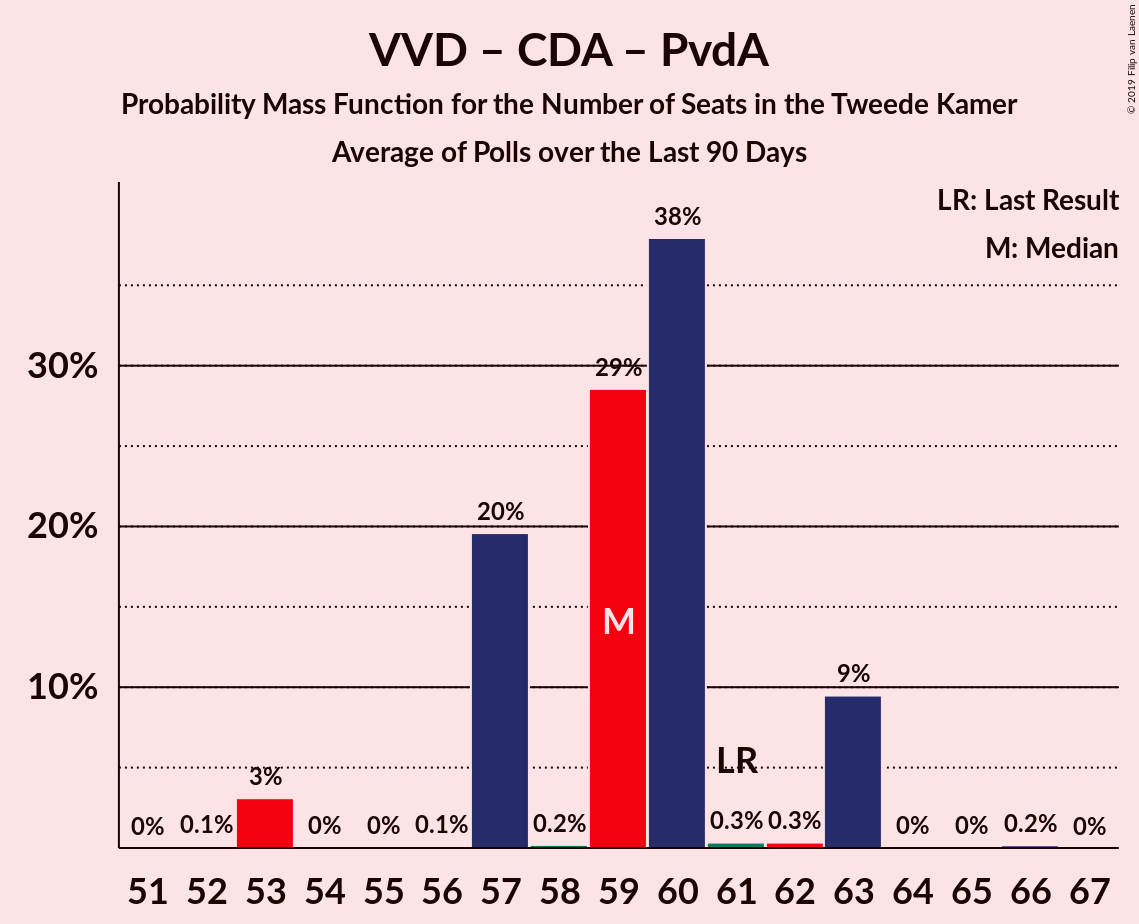 VVD – CDA – PvdA
Probability Mass Function for the Number of Seats in the Tweede Kamer
Average of Polls over the Last 90 Days
© 2019 Filip van Laenen
LR: Last Result
M: Median
30%
20%
10%
0%
0.1%
3%
0%
0%
0.1%
20%
0.2%
29%
38%
0.3%
0.3%
9%
0%
0%
0.2%
0%
M
LR
51 52 53 54 55 56 57 58 59 60 61 62 63 64 65 66 67